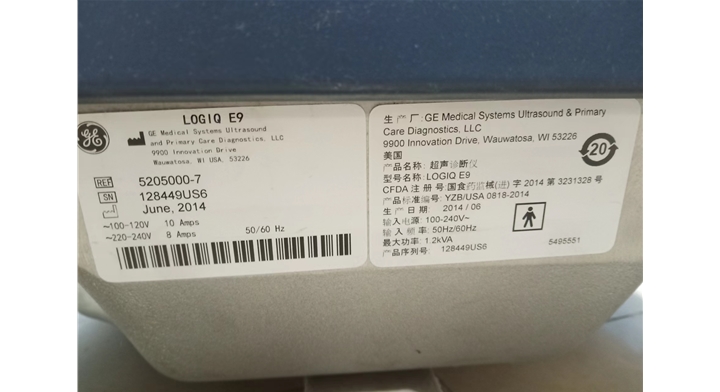 LOGIQ E9
GE
GE Medical Systems Ultrasound
and Primary Care Diagnostics, LLC
9900 Innovation Drive
Wauwatosa, WI USA, 53226
REF 5205000-7
SN 128449US6
June, 2014
~100-120V 10 Amps
~220-240V 8 Amps 50/60 Hz
生 产 厂: GE Medical Systems Ultrasound & Primary
Care Diagnostics, LLC
9900 Innovation Drive, Wauwatosa, WI 53226
美国
产品名称: 超声诊断仪
型号名称: LOGIQ E9
CFDA 注 册 号: 国食药监械(进) 字 2014 第 3231328 号
产品标准编号: YZB/USA 0818-2014
生 产 日 期: 2014 / 06
输入电源: 100-240V~
输 入 频 率: 50Hz/60Hz
最大功率: 1.2kVA
产品序列号: 128449US6
20
5495551